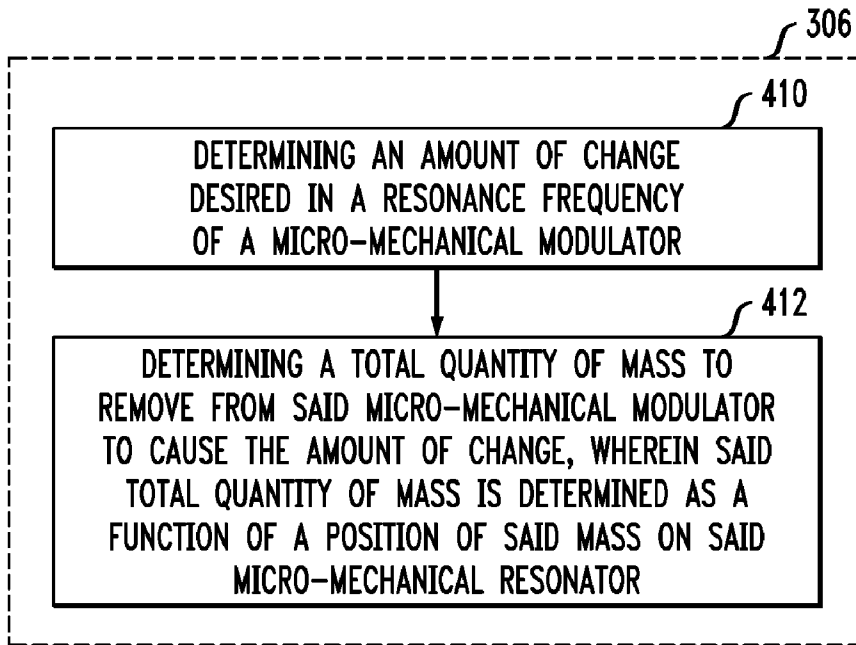 306
410
DETERMINING AN AMOUNT OF CHANGE
DESIRED IN A RESONANCE FREQUENCY
OF A MICRO-MECHANICAL MODULATOR
412
DETERMINING A TOTAL QUANTITY OF MASS TO
REMOVE FROM SAID MICRO-MECHANICAL MODULATOR
TO CAUSE THE AMOUNT OF CHANGE, WHEREIN SAID
TOTAL QUANTITY OF MASS IS DETERMINED AS A
FUNCTION OF A POSITION OF SAID MASS ON SAID
MICRO-MECHANICAL RESONATOR